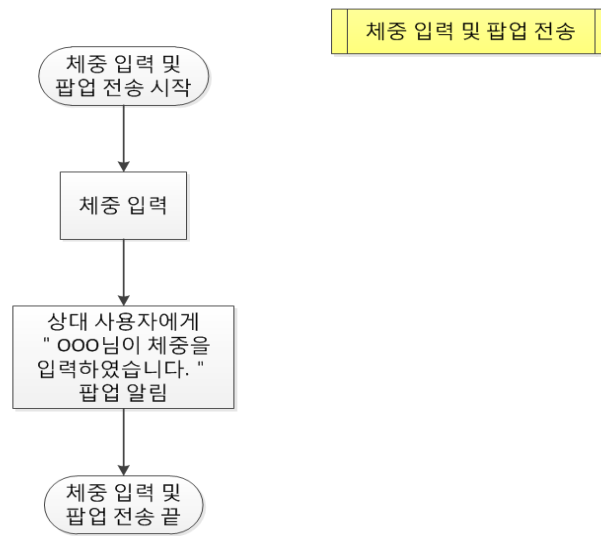 체중 입력 및 팝업 전송
체중 입력 및
팝업 전송 시작
체중 입력
상대 사용자에게
" OOO님이 체중을
입력하였습니다. "
팝업 알림
체중 입력 및
팝업 전송 끝